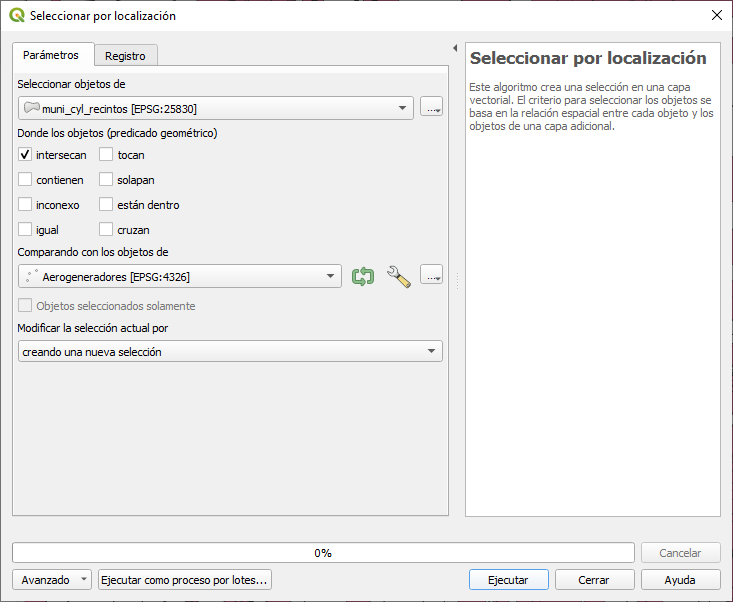 Seleccionar por localización
Parámetros
Registro
Seleccionar objetos de
muni_cyl_recintos [EPSG:25830]
...
Donde los objetos (predicado geométrico)
intersecan
tocan
contienen
solapan
inconexo
están dentro
igual
cruzan
Comparando con los objetos de
Aerogeneradores [EPSG:4326]
...
Objetos seleccionados solamente
Modificar la selección actual por
creando una nueva selección
Seleccionar por localización
Este algoritmo crea una selección en una capa
vectorial. El criterio para seleccionar los objetos se
basa en la relación espacial entre cada objeto y los
objetos de una capa adicional.
0%
Cancelar
Avanzado
Ejecutar como proceso por lotes...
Ejecutar
Cerrar
Ayuda